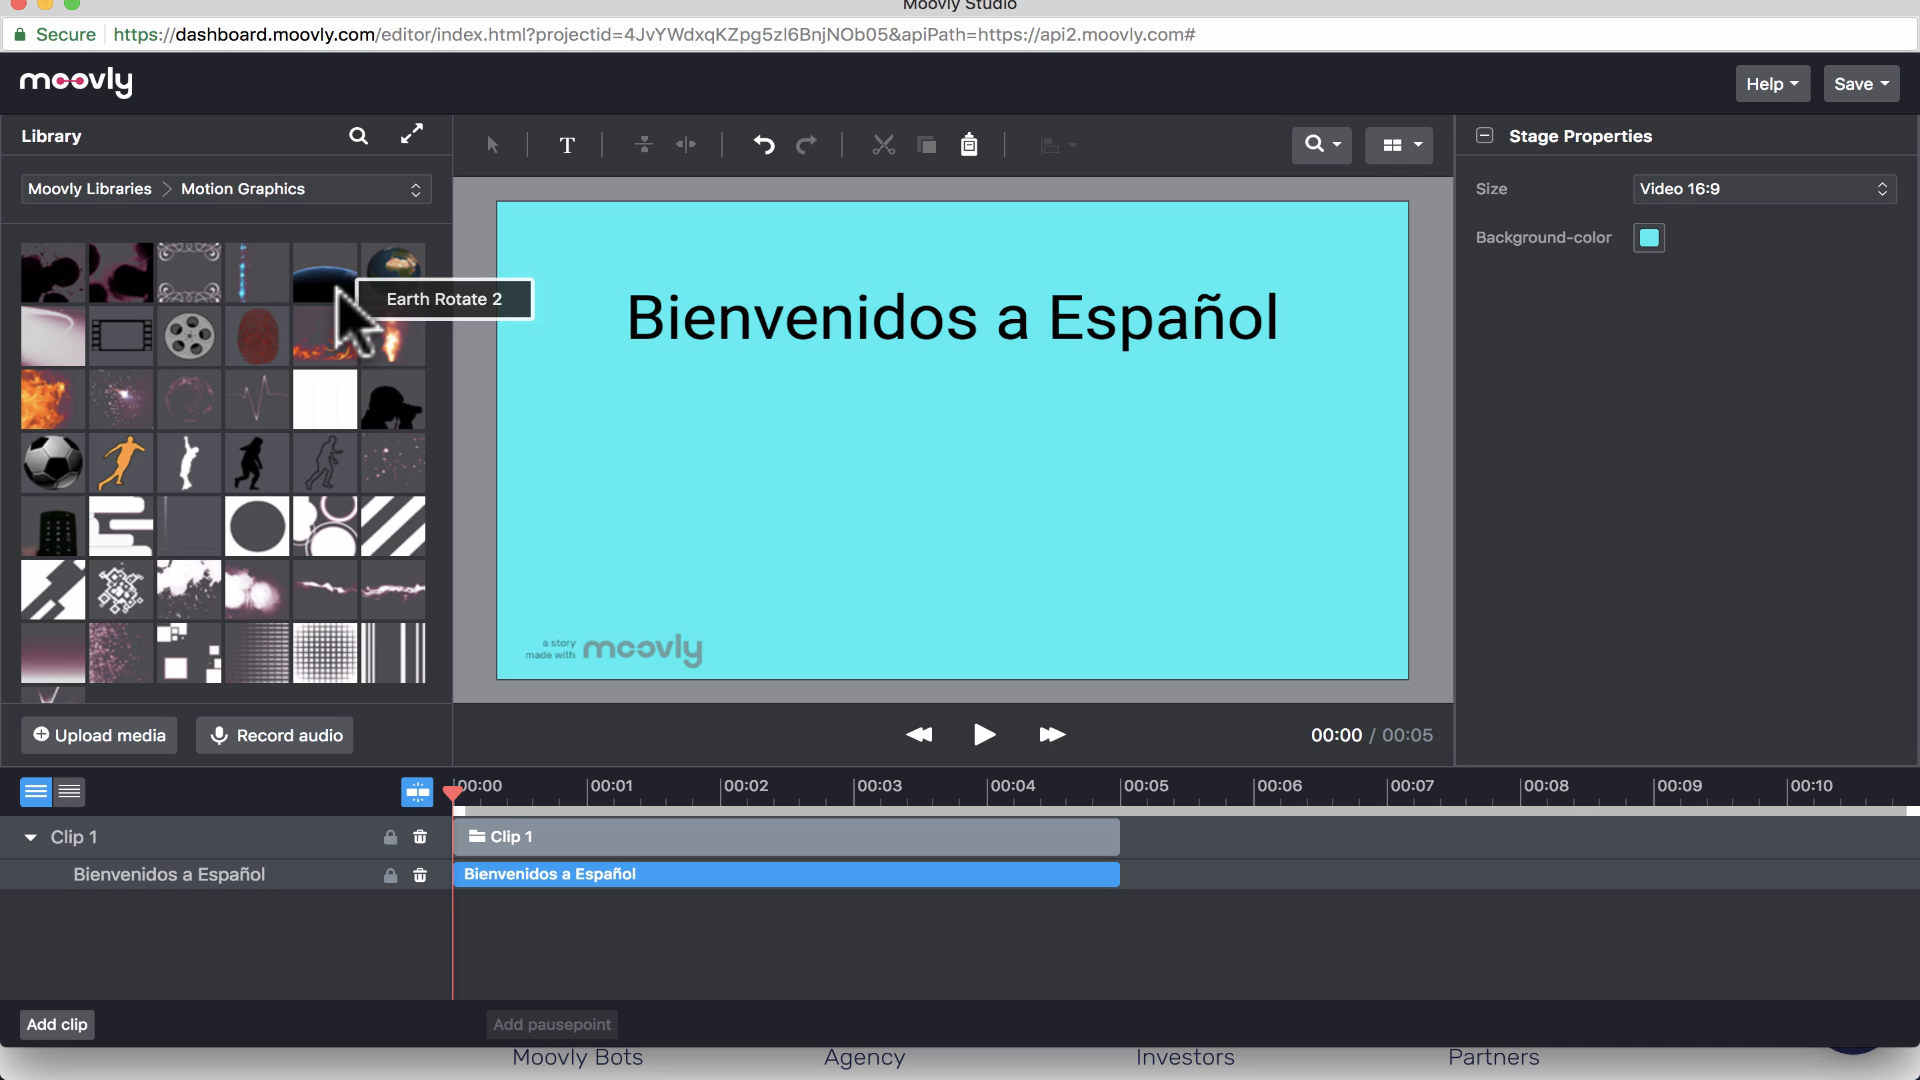 Moovly Studio
Secure https://dashboard.moovly.com/editor/index.html?projectid=4JvYWdxqKZpg5zl6BnjNOb05&apiPath=https://api2.moovly.com#
moovly
Help
Save
Library
T
Stage Properties
Moovly Libraries > Motion Graphics
Size
Video 16:9
Background-color
Earth Rotate 2
Bienvenidos a Español
a story
made with moovly
Upload media
Record audio
00:00 / 00:05
00:00 00:01 00:02 00:03 00:04 00:05 00:06 00:07 00:08 00:09 00:10
Clip 1
Clip 1
Bienvenidos a Español
Bienvenidos a Español
Add clip
Add pausepoint
Moovly Bots
Agency
Investors
Partners